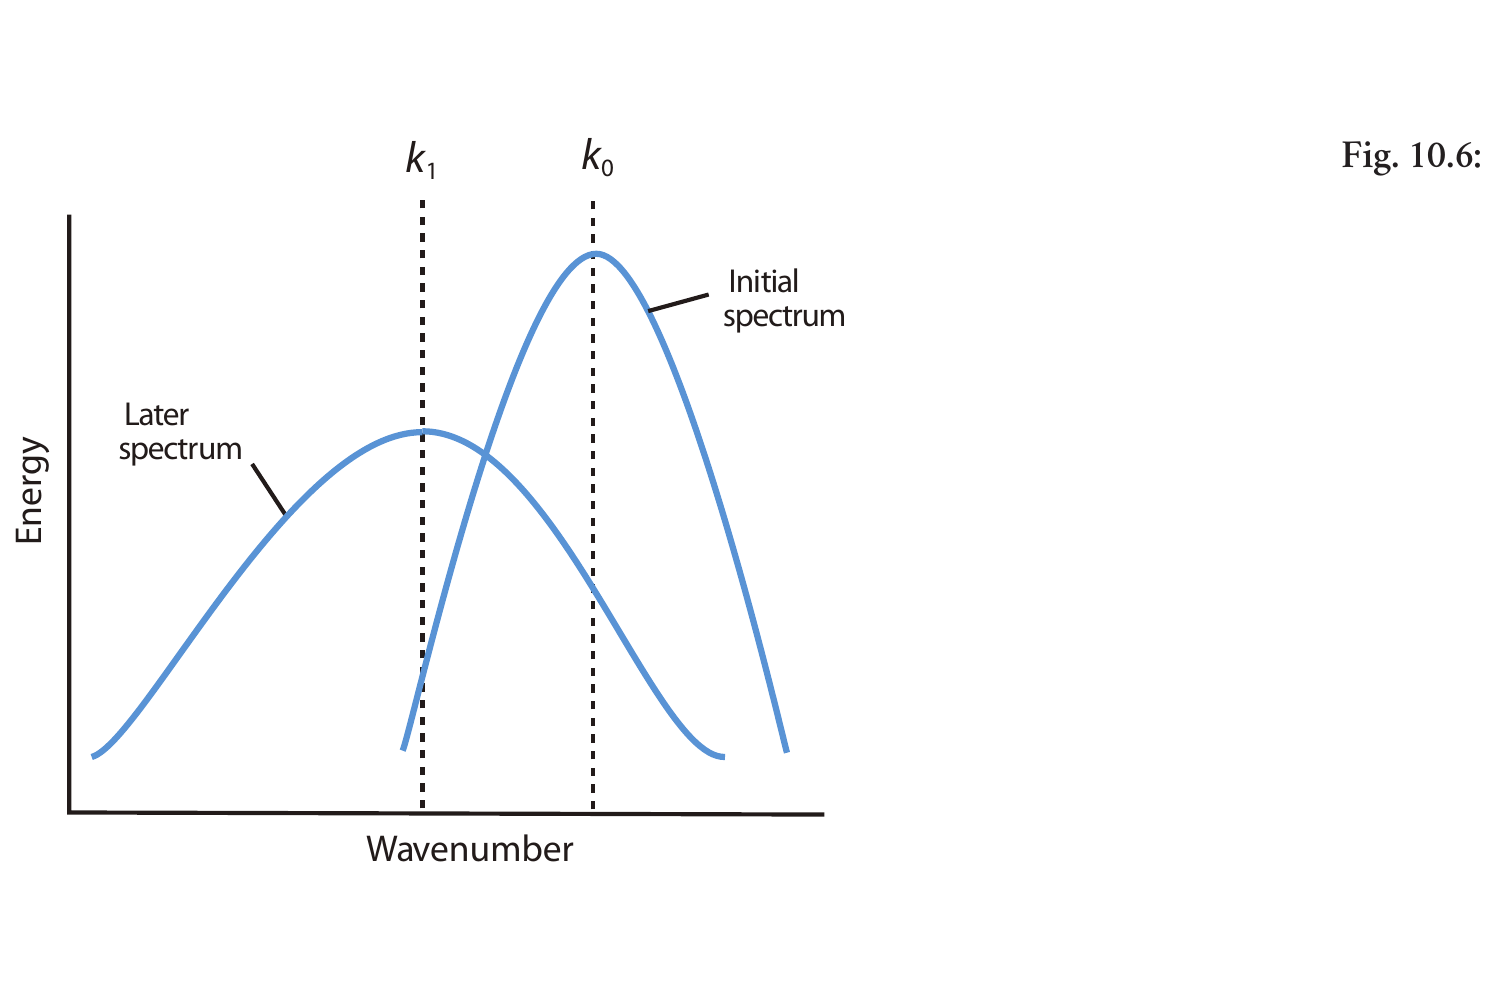 k1
k0
Fig. 10.6:
Initial
spectrum
Later
spectrum
Energy
Wavenumber